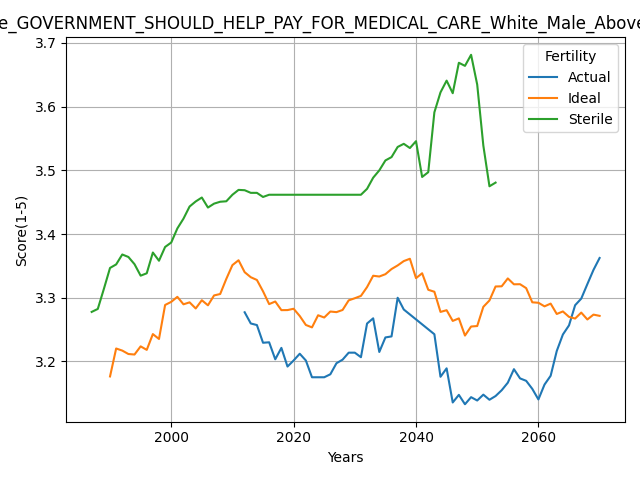 e_GOVERNMENT_SHOULD_HELP_PAY_FOR_MEDICAL_CARE_White_Male_Above
3.7
3.6
3.5
3.4
3.3
3.2
Score(1-5)
Fertility
Actual
Ideal
Sterile
2000
2020
2040
2060
Years